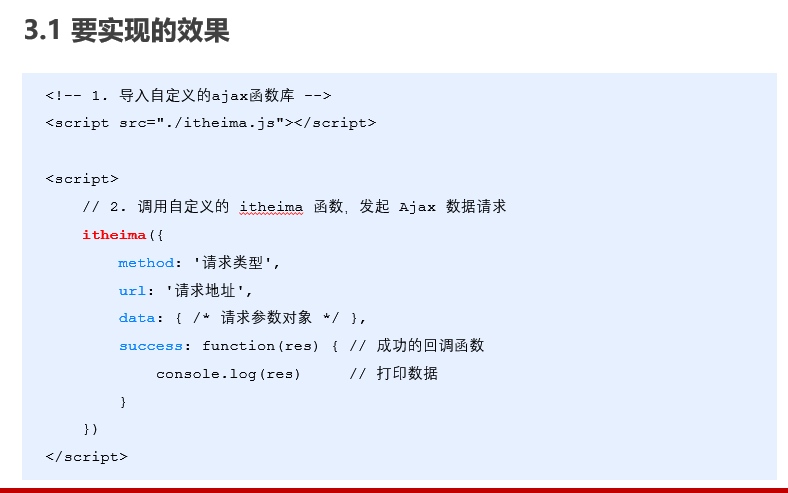 3.1 要实现的效果
<!-- 1. 导入自定义的ajax函数库 -->
<script src="./itheima.js"></script>
<script>
// 2. 调用自定义的 itheima 函数，发起 Ajax 数据请求
itheima({
method: '请求类型',
url: '请求地址',
data: { /* 请求参数对象 */ },
success: function(res) { // 成功的回调函数
console.log(res) // 打印数据
}
})
</script>